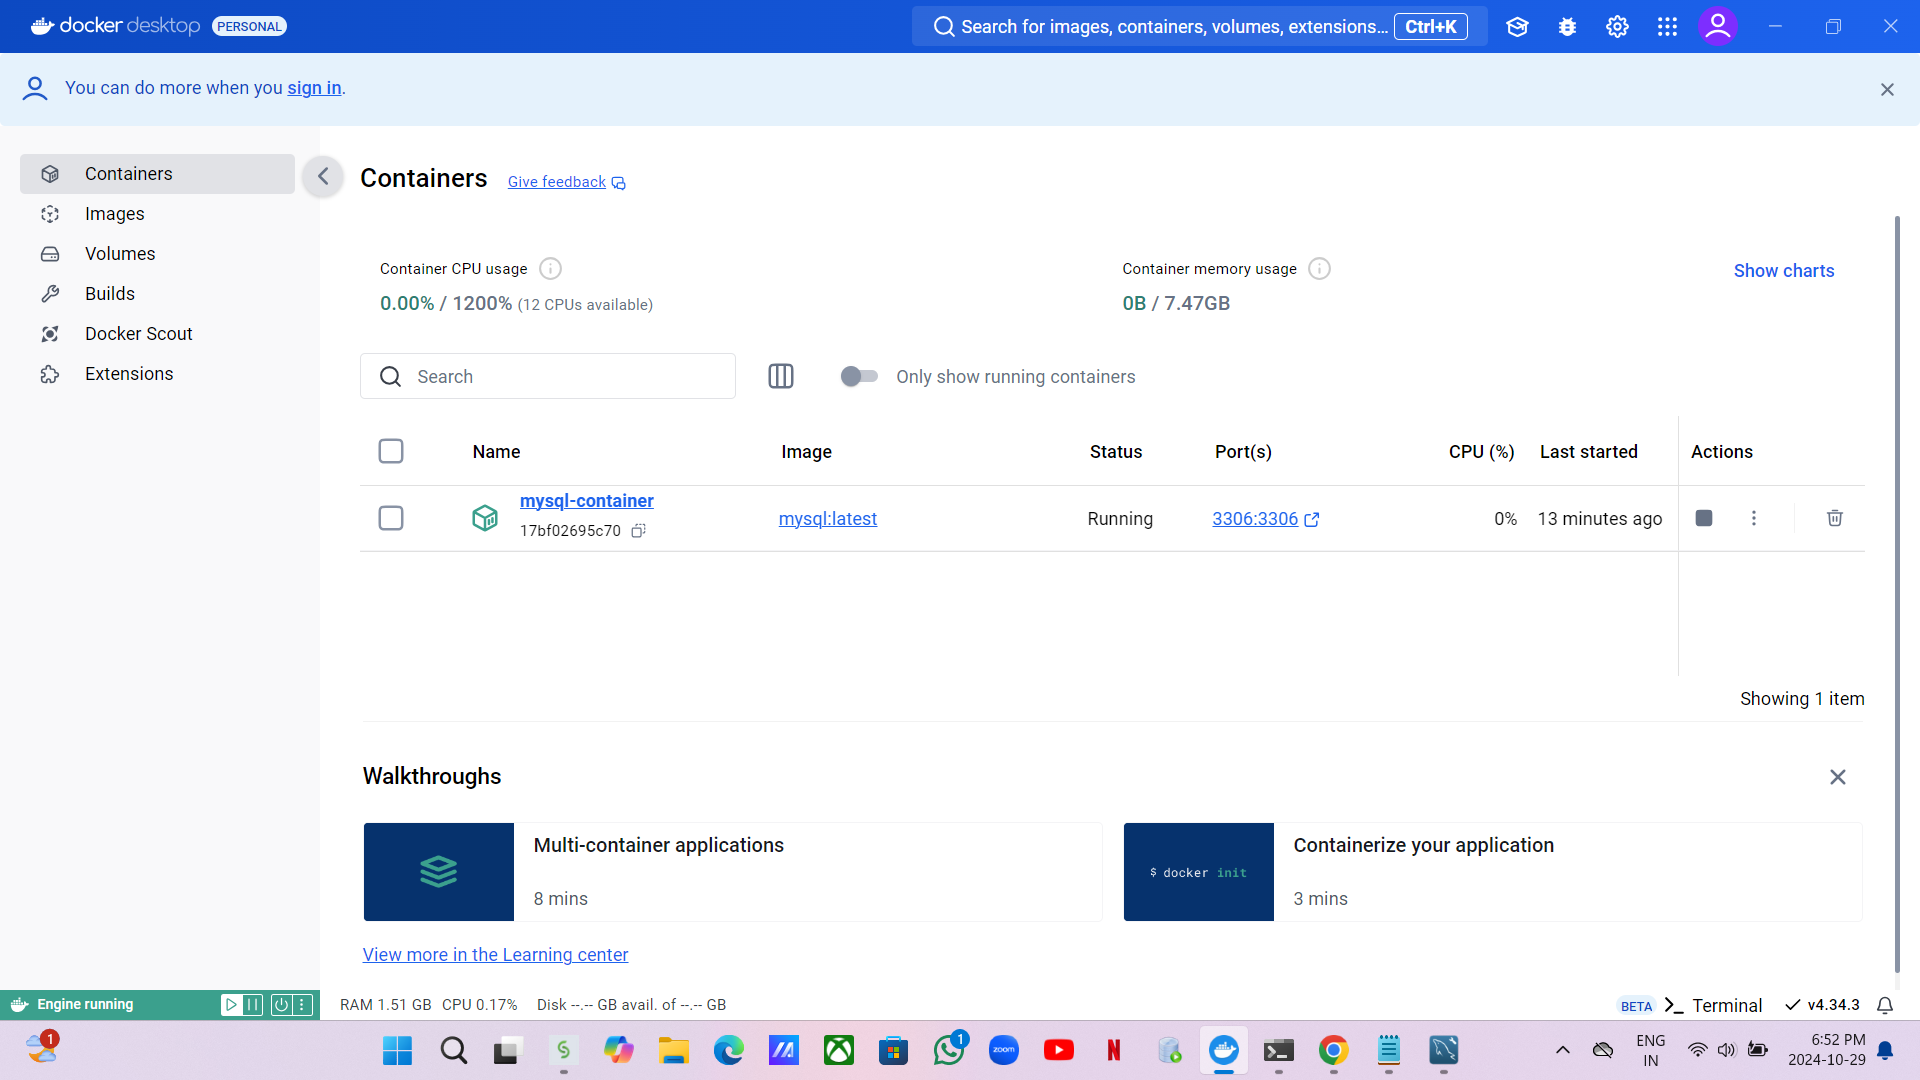 docker desktop PERSONAL
Search for images, containers, volumes, extensions... Ctrl+K
You can do more when you sign in.
Containers
Images
Volumes
Builds
Docker Scout
Extensions
Containers Give feedback
Container CPU usage
0.00% / 1200% (12 CPUs available)
Container memory usage
0B / 7.47GB
Show charts
Search
Only show running containers
Name Image Status Port(s) CPU (%) Last started Actions
mysql-container
17bf02695c70
mysql:latest Running 3306:3306 0% 13 minutes ago
Showing 1 item
Walkthroughs
Multi-container applications
8 mins
$ docker init
Containerize your application
3 mins
View more in the Learning center
Engine running
RAM 1.51 GB CPU 0.17% Disk --.-- GB avail. of --.-- GB
BETA >_ Terminal v4.34.3
1
1
zoom
ENG
IN
6:52 PM
2024-10-29